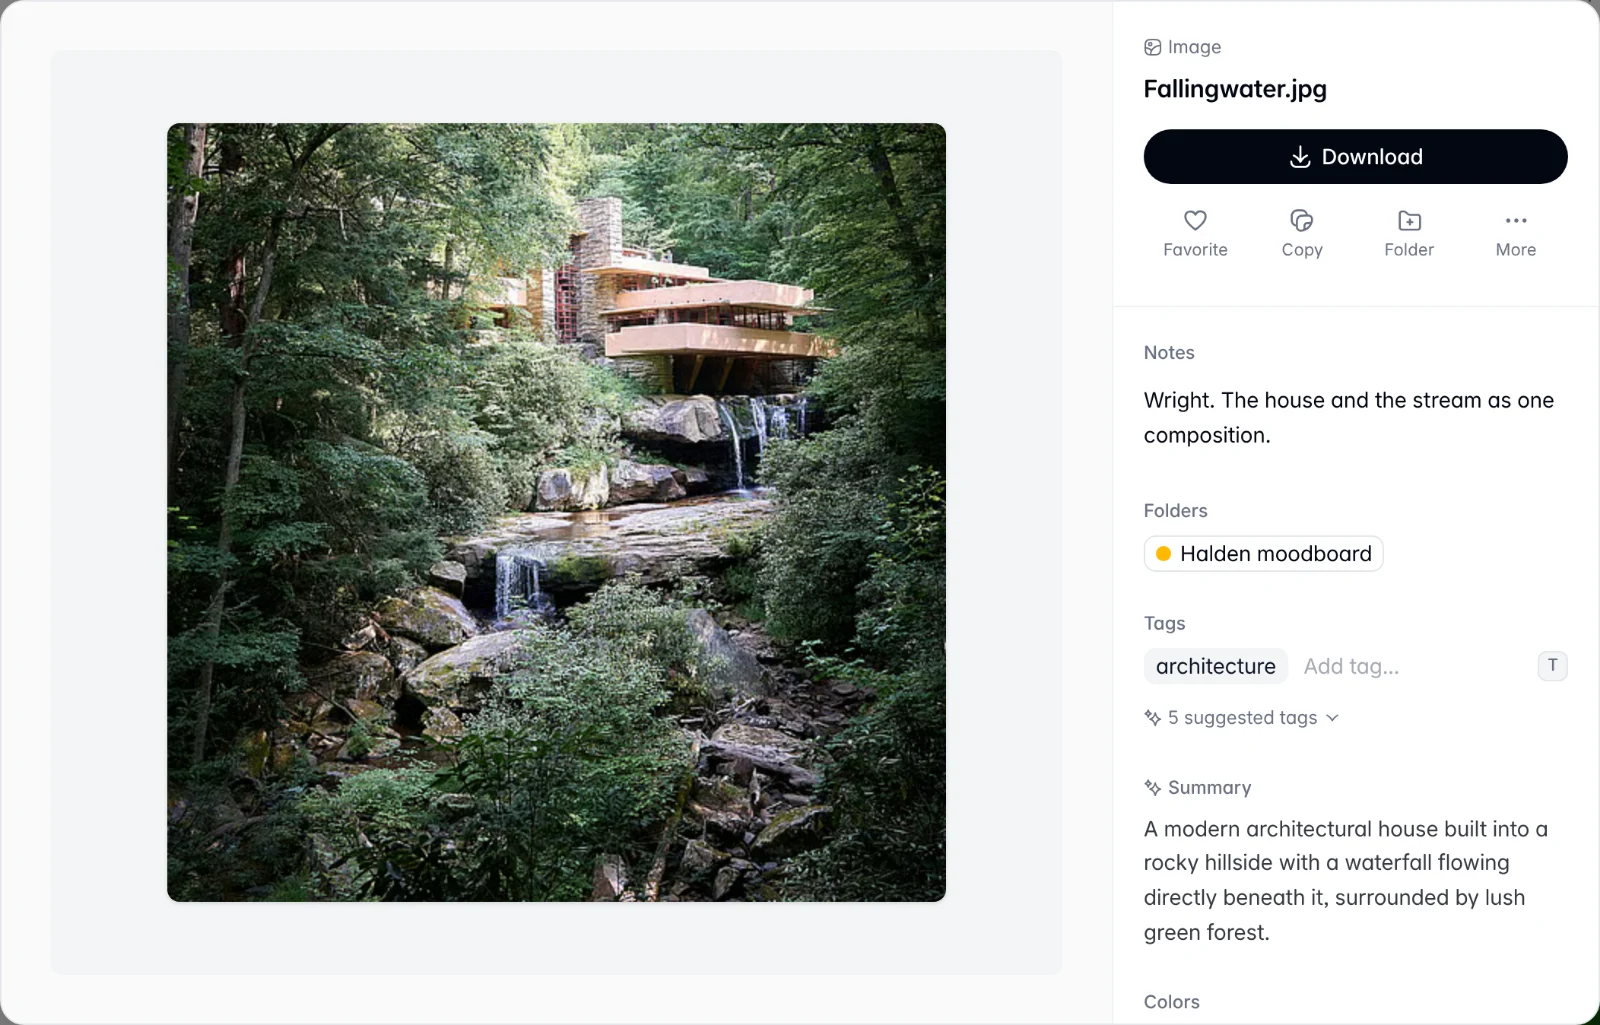 Image
Fallingwater.jpg
Download
Favorite
Copy
Folder
More
Notes
Wright. The house and the stream as one
composition.
Folders
Halden moodboard
Tags
architecture
Add tag...
T
5 suggested tags
Summary
A modern architectural house built into a
rocky hillside with a waterfall flowing
directly beneath it, surrounded by lush
green forest.
Colors